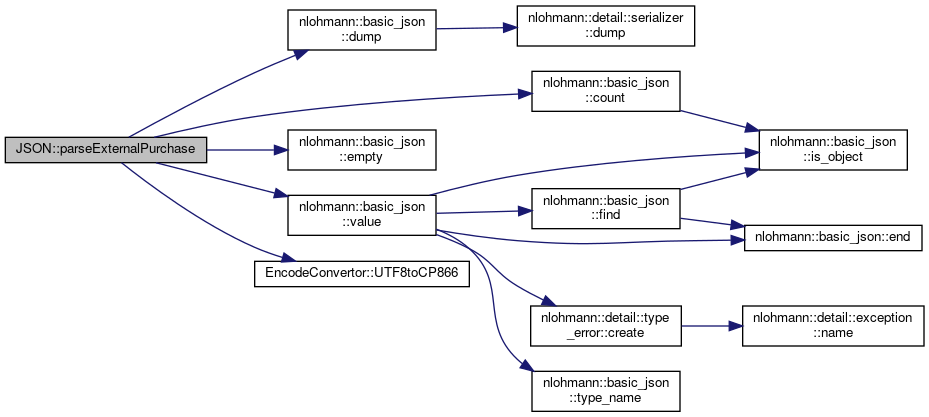 nlohmann::basic_json
::dump
nlohmann::detail::serializer
::dump
nlohmann::basic_json
::count
JSON::parseExternalPurchase
nlohmann::basic_json
::empty
nlohmann::basic_json
::is_object
nlohmann::basic_json
::value
nlohmann::basic_json
::find
nlohmann::basic_json::end
EncodeConvertor::UTF8toCP866
nlohmann::detail::type
_error::create
nlohmann::detail::exception
::name
nlohmann::basic_json
::type_name